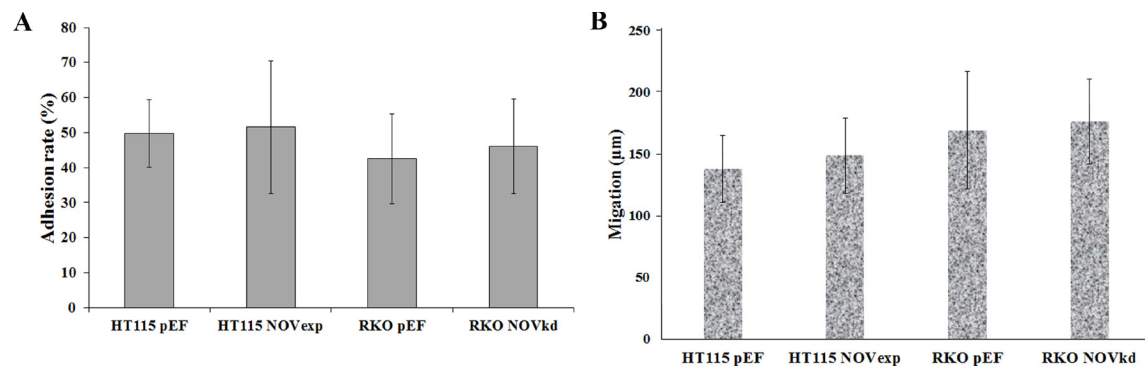 A
Adhesion rate (%)
80
70
60
50
40
30
20
10
0
HT115 pEF HT115 NOVexp RKO pEF RKO NOVkd
B
Migation (μm)
250
200
150
100
50
0
HT115 pEF HT115 NOVexp RKO pEF RKO NOVkd